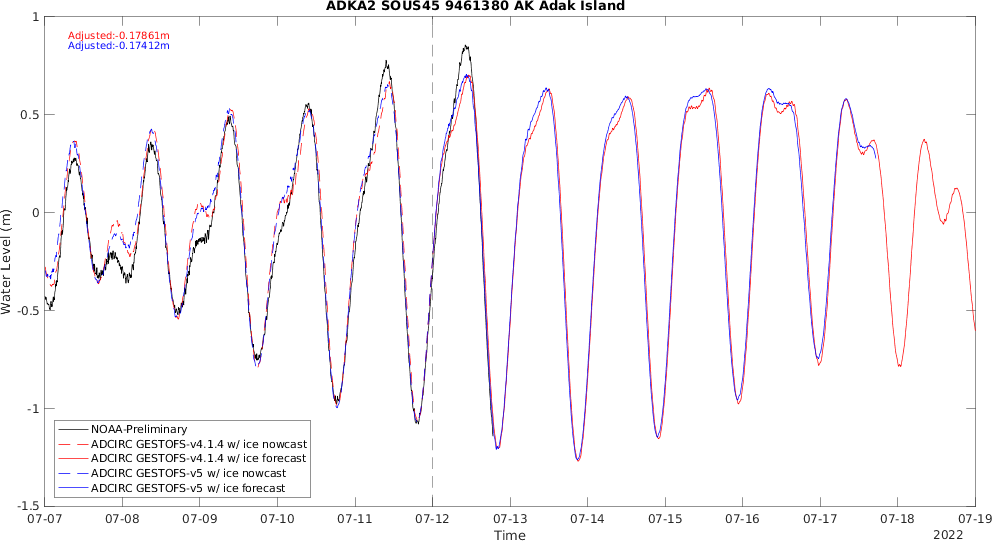 ADKA2 SOUS45 9461380 AK Adak Island
Adjusted:-0.17861m
Adjusted:-0.17412m
1
0.5
0
-0.5
-1
-1.5
Water Level (m)
NOAA-Preliminary
ADCIRC GESTOFS-v4.1.4 w/ ice nowcast
ADCIRC GESTOFS-v4.1.4 w/ ice forecast
ADCIRC GESTOFS-v5 w/ ice nowcast
ADCIRC GESTOFS-v5 w/ ice forecast
07-07 07-08 07-09 07-10 07-11 07-12 07-13 07-14 07-15 07-16 07-17 07-18 07-19
Time
2022